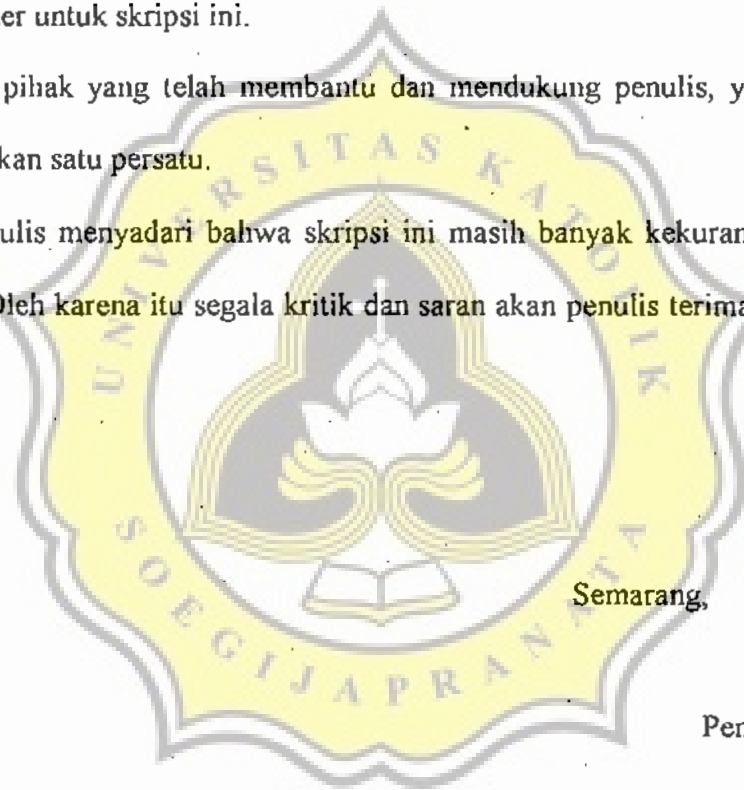 er untuk skripsi ini.
pihak yang telah membantu dan mendukung penulis, y
kan satu persatu.
ulis menyadari bahwa skripsi ini masih banyak kekuran
Oleh karena itu segala kritik dan saran akan penulis terima
UNIVERSITAS KATOLIK
SOEGIJAPRANATA
Semarang,
Pen